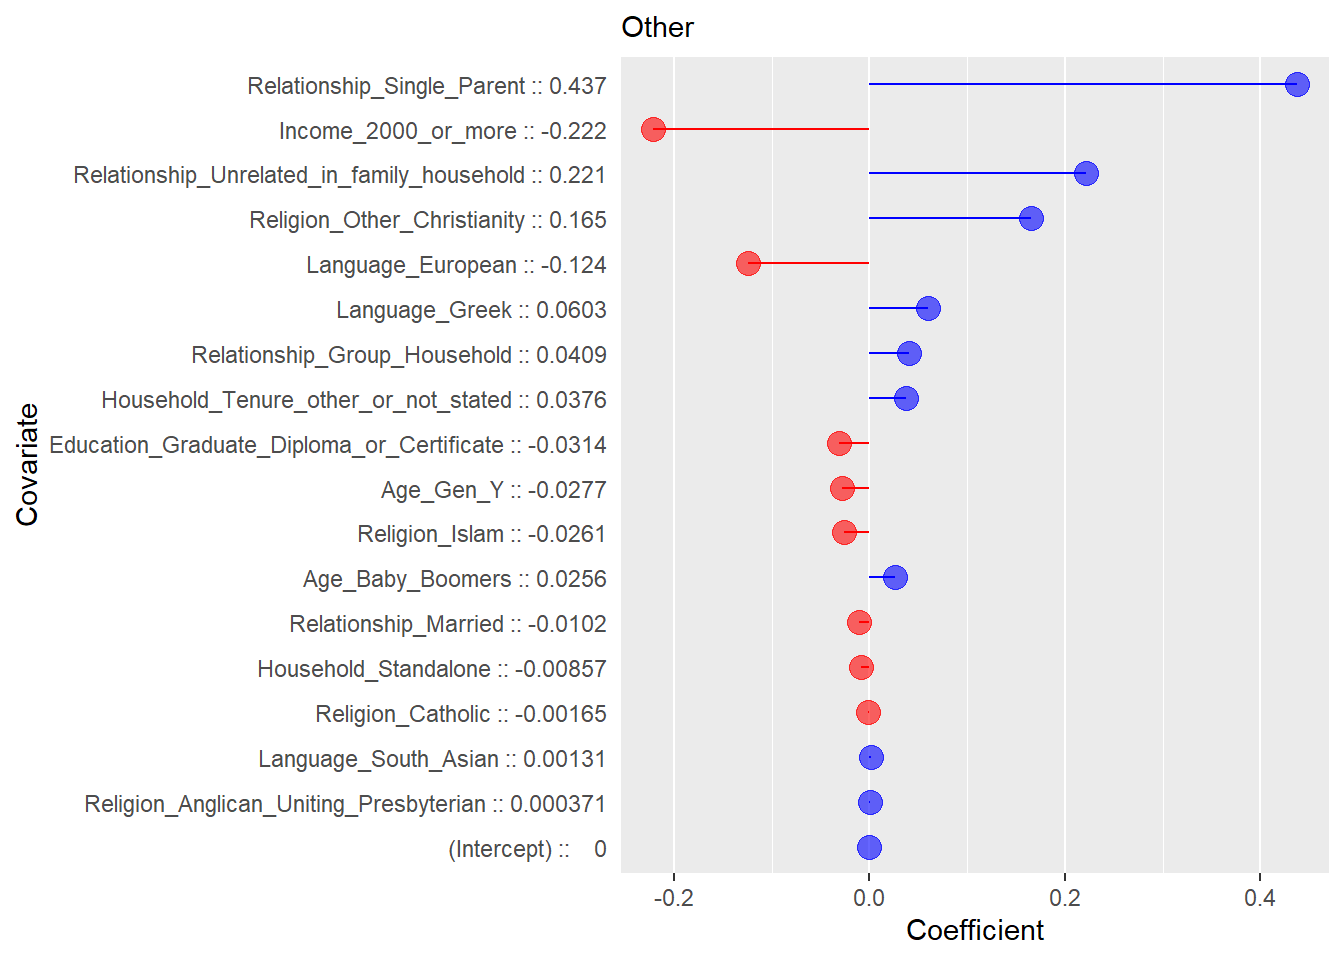 Other
Relationship_Single_Parent :: 0.437
Income_2000_or_more :: -0.222
Relationship_Unrelated_in_family_household :: 0.221
Religion_Other_Christianity :: 0.165
Language_European :: -0.124
Language_Greek :: 0.0603
Relationship_Group_Household :: 0.0409
Household_Tenure_other_or_not_stated :: 0.0376
Education_Graduate_Diploma_or_Certificate :: -0.0314
Age_Gen_Y :: -0.0277
Religion_Islam :: -0.0261
Age_Baby_Boomers :: 0.0256
Relationship_Married :: -0.0102
Household_Standalone :: -0.00857
Religion_Catholic :: -0.00165
Language_South_Asian :: 0.00131
Religion_Anglican_Uniting_Presbyterian :: 0.000371
(Intercept) :: 0
Covariate
-0.2 0.0 0.2 0.4
Coefficient